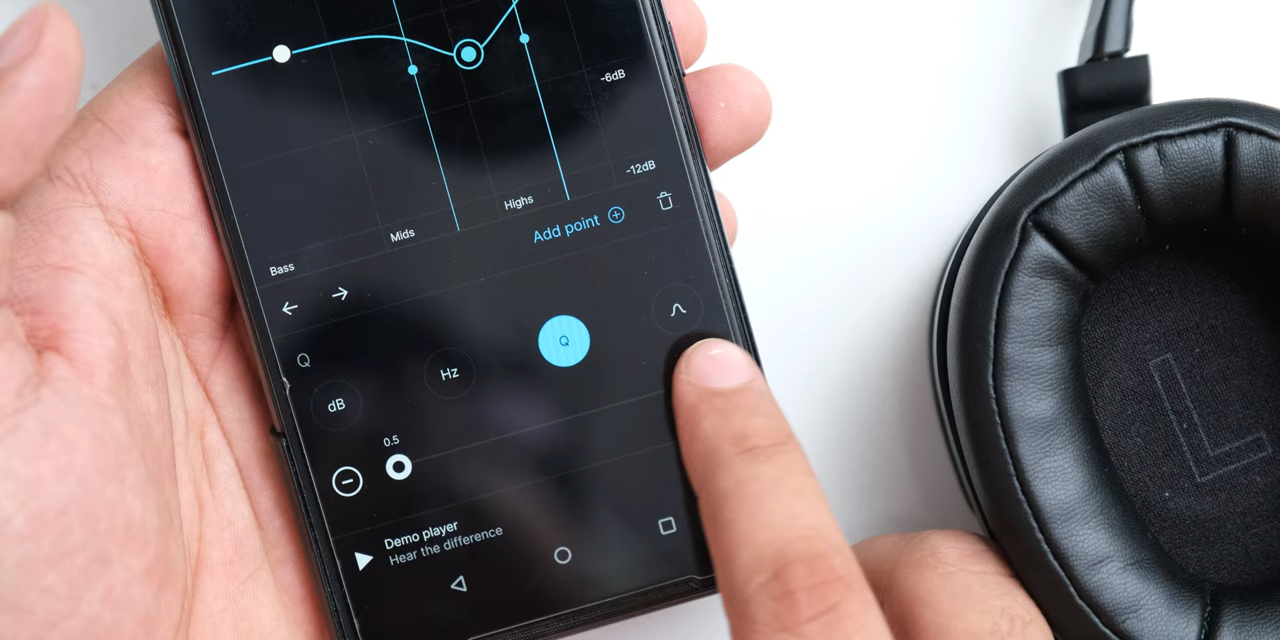 -6dB
-12dB
Highs
Mids
Bass
Add point
Q
dB
Hz
Q
0.5
Demo player
Hear the difference
L